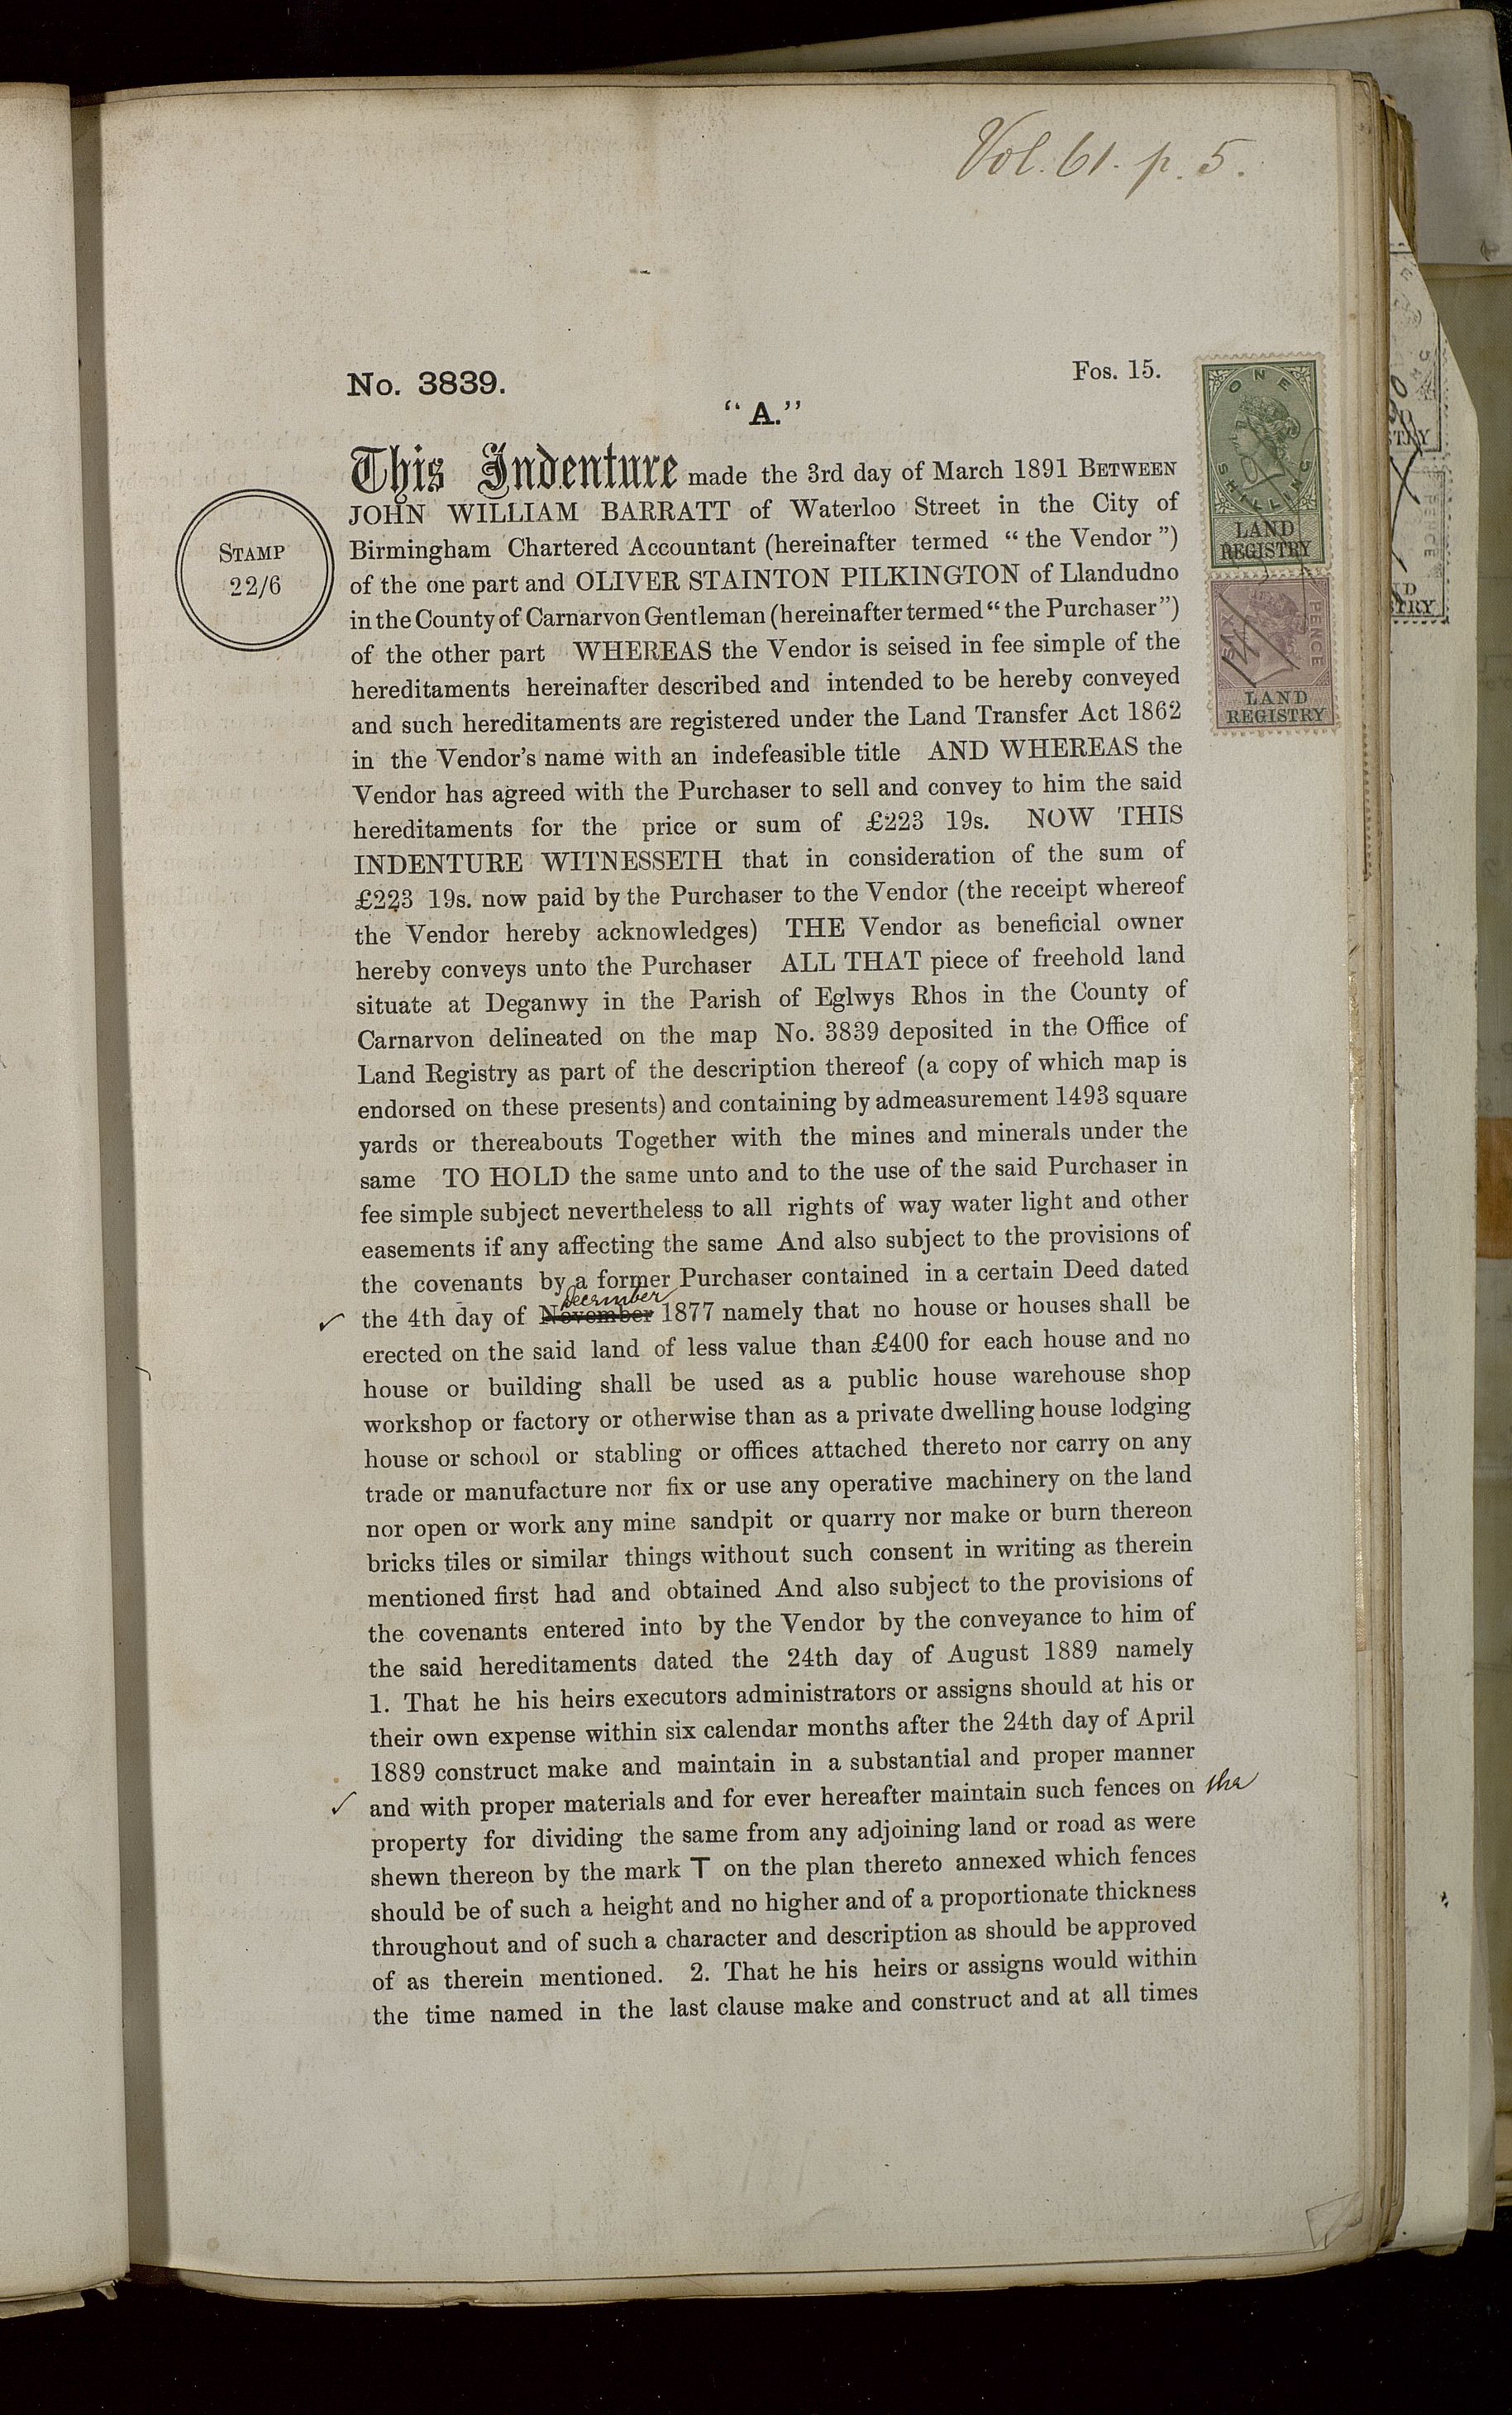 Vol. 61. p. 5.
No. 3839.
Fos. 15.
“A.”
STAMP
22/6
ONE
SHILLING
LAND
REGISTRY
SIX
PENCE
LAND
REGISTRY
This Indenture made the 3rd day of March 1891 BETWEEN
JOHN WILLIAM BARRATT of Waterloo Street in the City of
Birmingham Chartered Accountant (hereinafter termed “the Vendor”)
of the one part and OLIVER STAINTON PILKINGTON of Llandudno
in the County of Carnarvon Gentleman (hereinafter termed “the Purchaser”)
of the other part WHEREAS the Vendor is seised in fee simple of the
hereditaments hereinafter described and intended to be hereby conveyed
and such hereditaments are registered under the Land Transfer Act 1862
in the Vendor’s name with an indefeasible title AND WHEREAS the
Vendor has agreed with the Purchaser to sell and convey to him the said
hereditaments for the price or sum of £223 19s. NOW THIS
INDENTURE WITNESSETH that in consideration of the sum of
£223 19s. now paid by the Purchaser to the Vendor (the receipt whereof
the Vendor hereby acknowledges) THE Vendor as beneficial owner
hereby conveys unto the Purchaser ALL THAT piece of freehold land
situate at Deganwy in the Parish of Eglwys Rhos in the County of
Carnarvon delineated on the map No. 3839 deposited in the Office of
Land Registry as part of the description thereof (a copy of which map is
endorsed on these presents) and containing by admeasurement 1493 square
yards or thereabouts Together with the mines and minerals under the
same TO HOLD the same unto and to the use of the said Purchaser in
fee simple subject nevertheless to all rights of way water light and other
easements if any affecting the same And also subject to the provisions of
the covenants by a former Purchaser contained in a certain Deed dated
December
the 4th day of November 1877 namely that no house or houses shall be
erected on the said land of less value than £400 for each house and no
house or building shall be used as a public house warehouse shop
workshop or factory or otherwise than as a private dwelling house lodging
house or school or stabling or offices attached thereto nor carry on any
trade or manufacture nor fix or use any operative machinery on the land
nor open or work any mine sandpit or quarry nor make or burn thereon
bricks tiles or similar things without such consent in writing as therein
mentioned first had and obtained And also subject to the provisions of
the covenants entered into by the Vendor by the conveyance to him of
the said hereditaments dated the 24th day of August 1889 namely
1. That he his heirs executors administrators or assigns should at his or
their own expense within six calendar months after the 24th day of April
1889 construct make and maintain in a substantial and proper manner
and with proper materials and for ever hereafter maintain such fences on the
property for dividing the same from any adjoining land or road as were
shewn thereon by the mark T on the plan thereto annexed which fences
should be of such a height and no higher and of a proportionate thickness
throughout and of such a character and description as should be approved
of as therein mentioned. 2. That he his heirs or assigns would within
the time named in the last clause make and construct and at all times